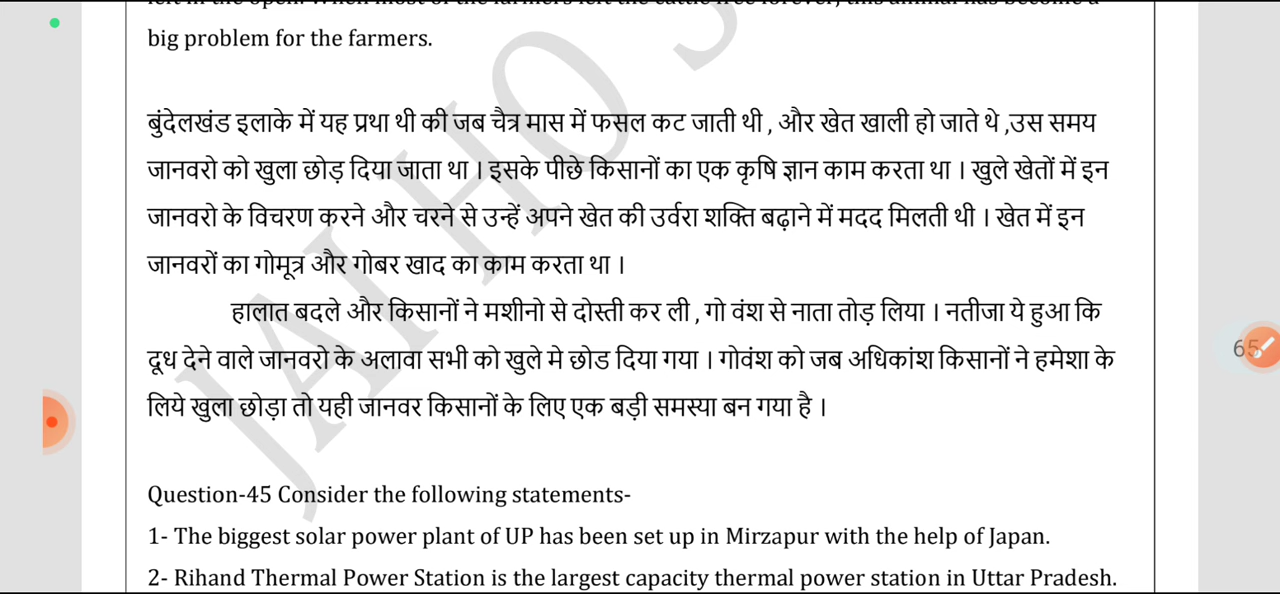 big problem for the farmers.
बुंदेलखंड इलाके में यह प्रथा थी की जब चैत्र मास में फसल कट जाती थी , और खेत खाली हो जाते थे ,उस समय
जानवरो को खुला छोड़ दिया जाता था । इसके पीछे किसानों का एक कृषि ज्ञान काम करता था । खुले खेतों में इन
जानवरो के विचरण करने और चरने से उन्हें अपने खेत की उर्वरा शक्ति बढ़ाने में मदद मिलती थी । खेत में इन
जानवरों का गोमूत्र और गोबर खाद का काम करता था ।
हालात बदले और किसानों ने मशीनो से दोस्ती कर ली , गो वंश से नाता तोड़ लिया । नतीजा ये हुआ कि
दूध देने वाले जानवरो के अलावा सभी को खुले मे छोड दिया गया । गोवंश को जब अधिकांश किसानों ने हमेशा के
लिये खुला छोड़ा तो यही जानवर किसानों के लिए एक बड़ी समस्या बन गया है ।
65
Question-45 Consider the following statements-
1- The biggest solar power plant of UP has been set up in Mirzapur with the help of Japan.
2- Rihand Thermal Power Station is the largest capacity thermal power station in Uttar Pradesh.
JAI HO